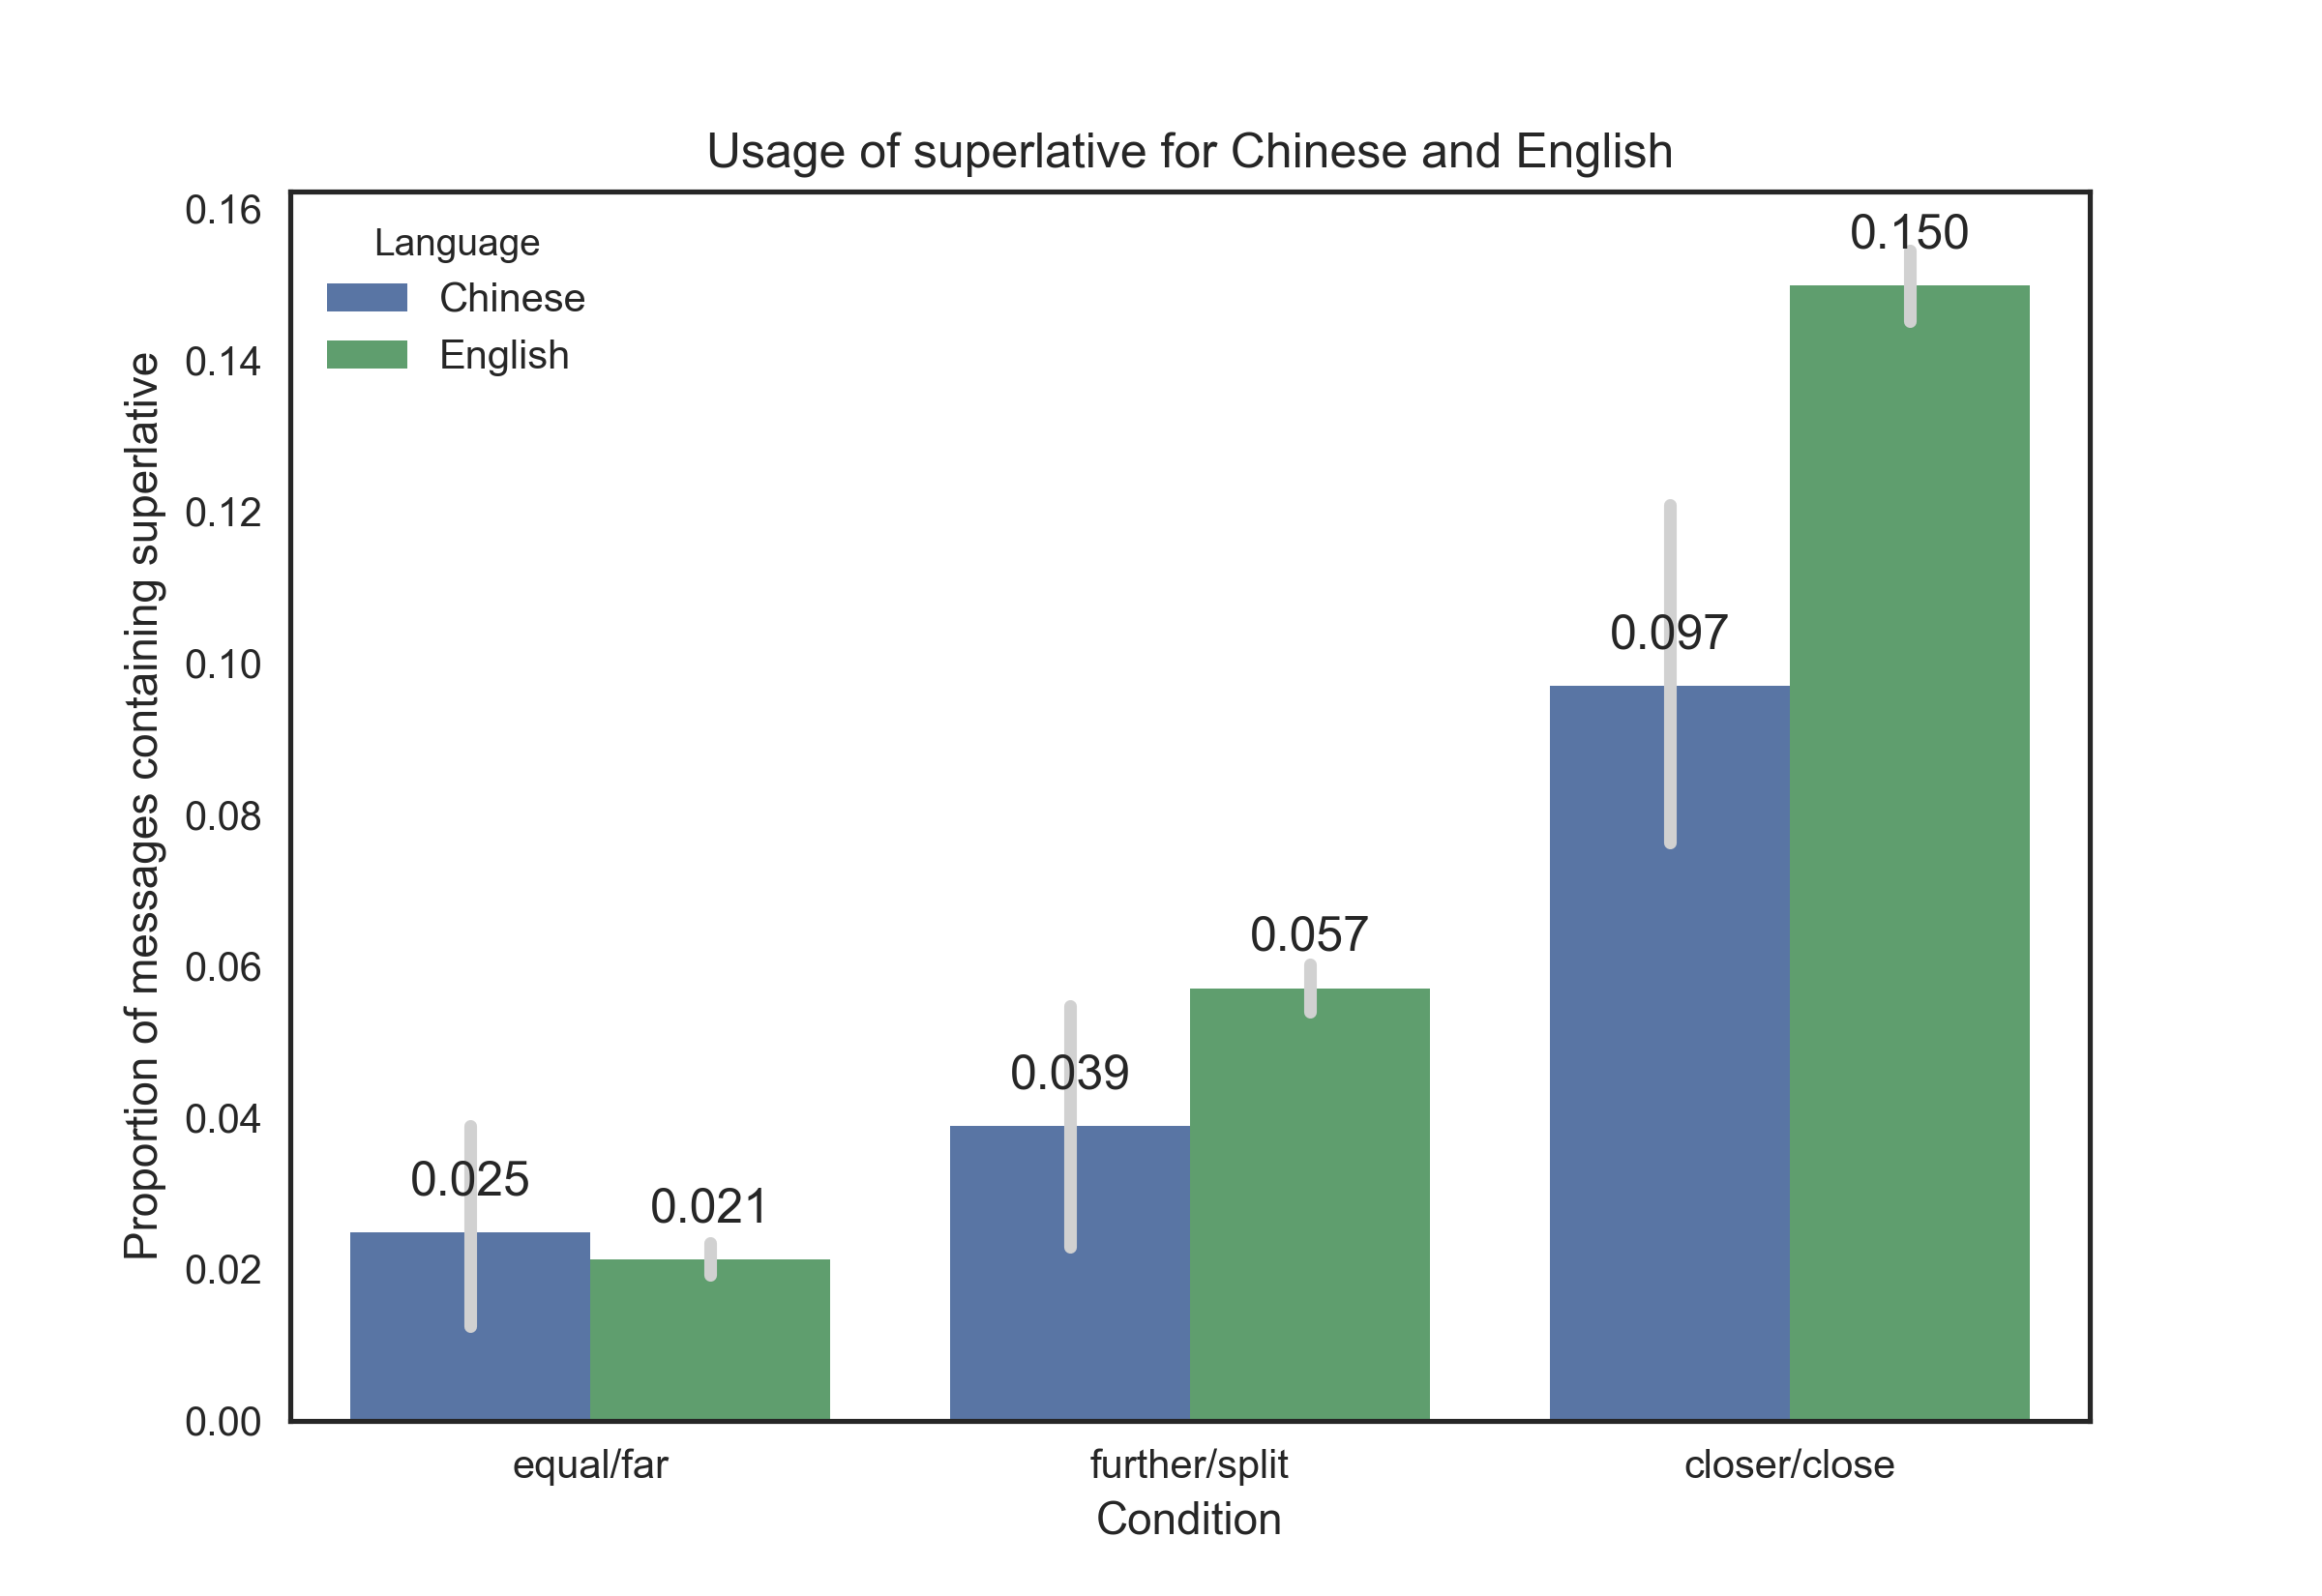 Usage of superlative for Chinese and English
Proportion of messages containing superlative
0.16
0.14
0.12
0.10
0.08
0.06
0.04
0.02
0.00
Language
Chinese
English
0.025
0.021
0.039
0.057
0.097
0.150
equal/far
further/split
closer/close
Condition